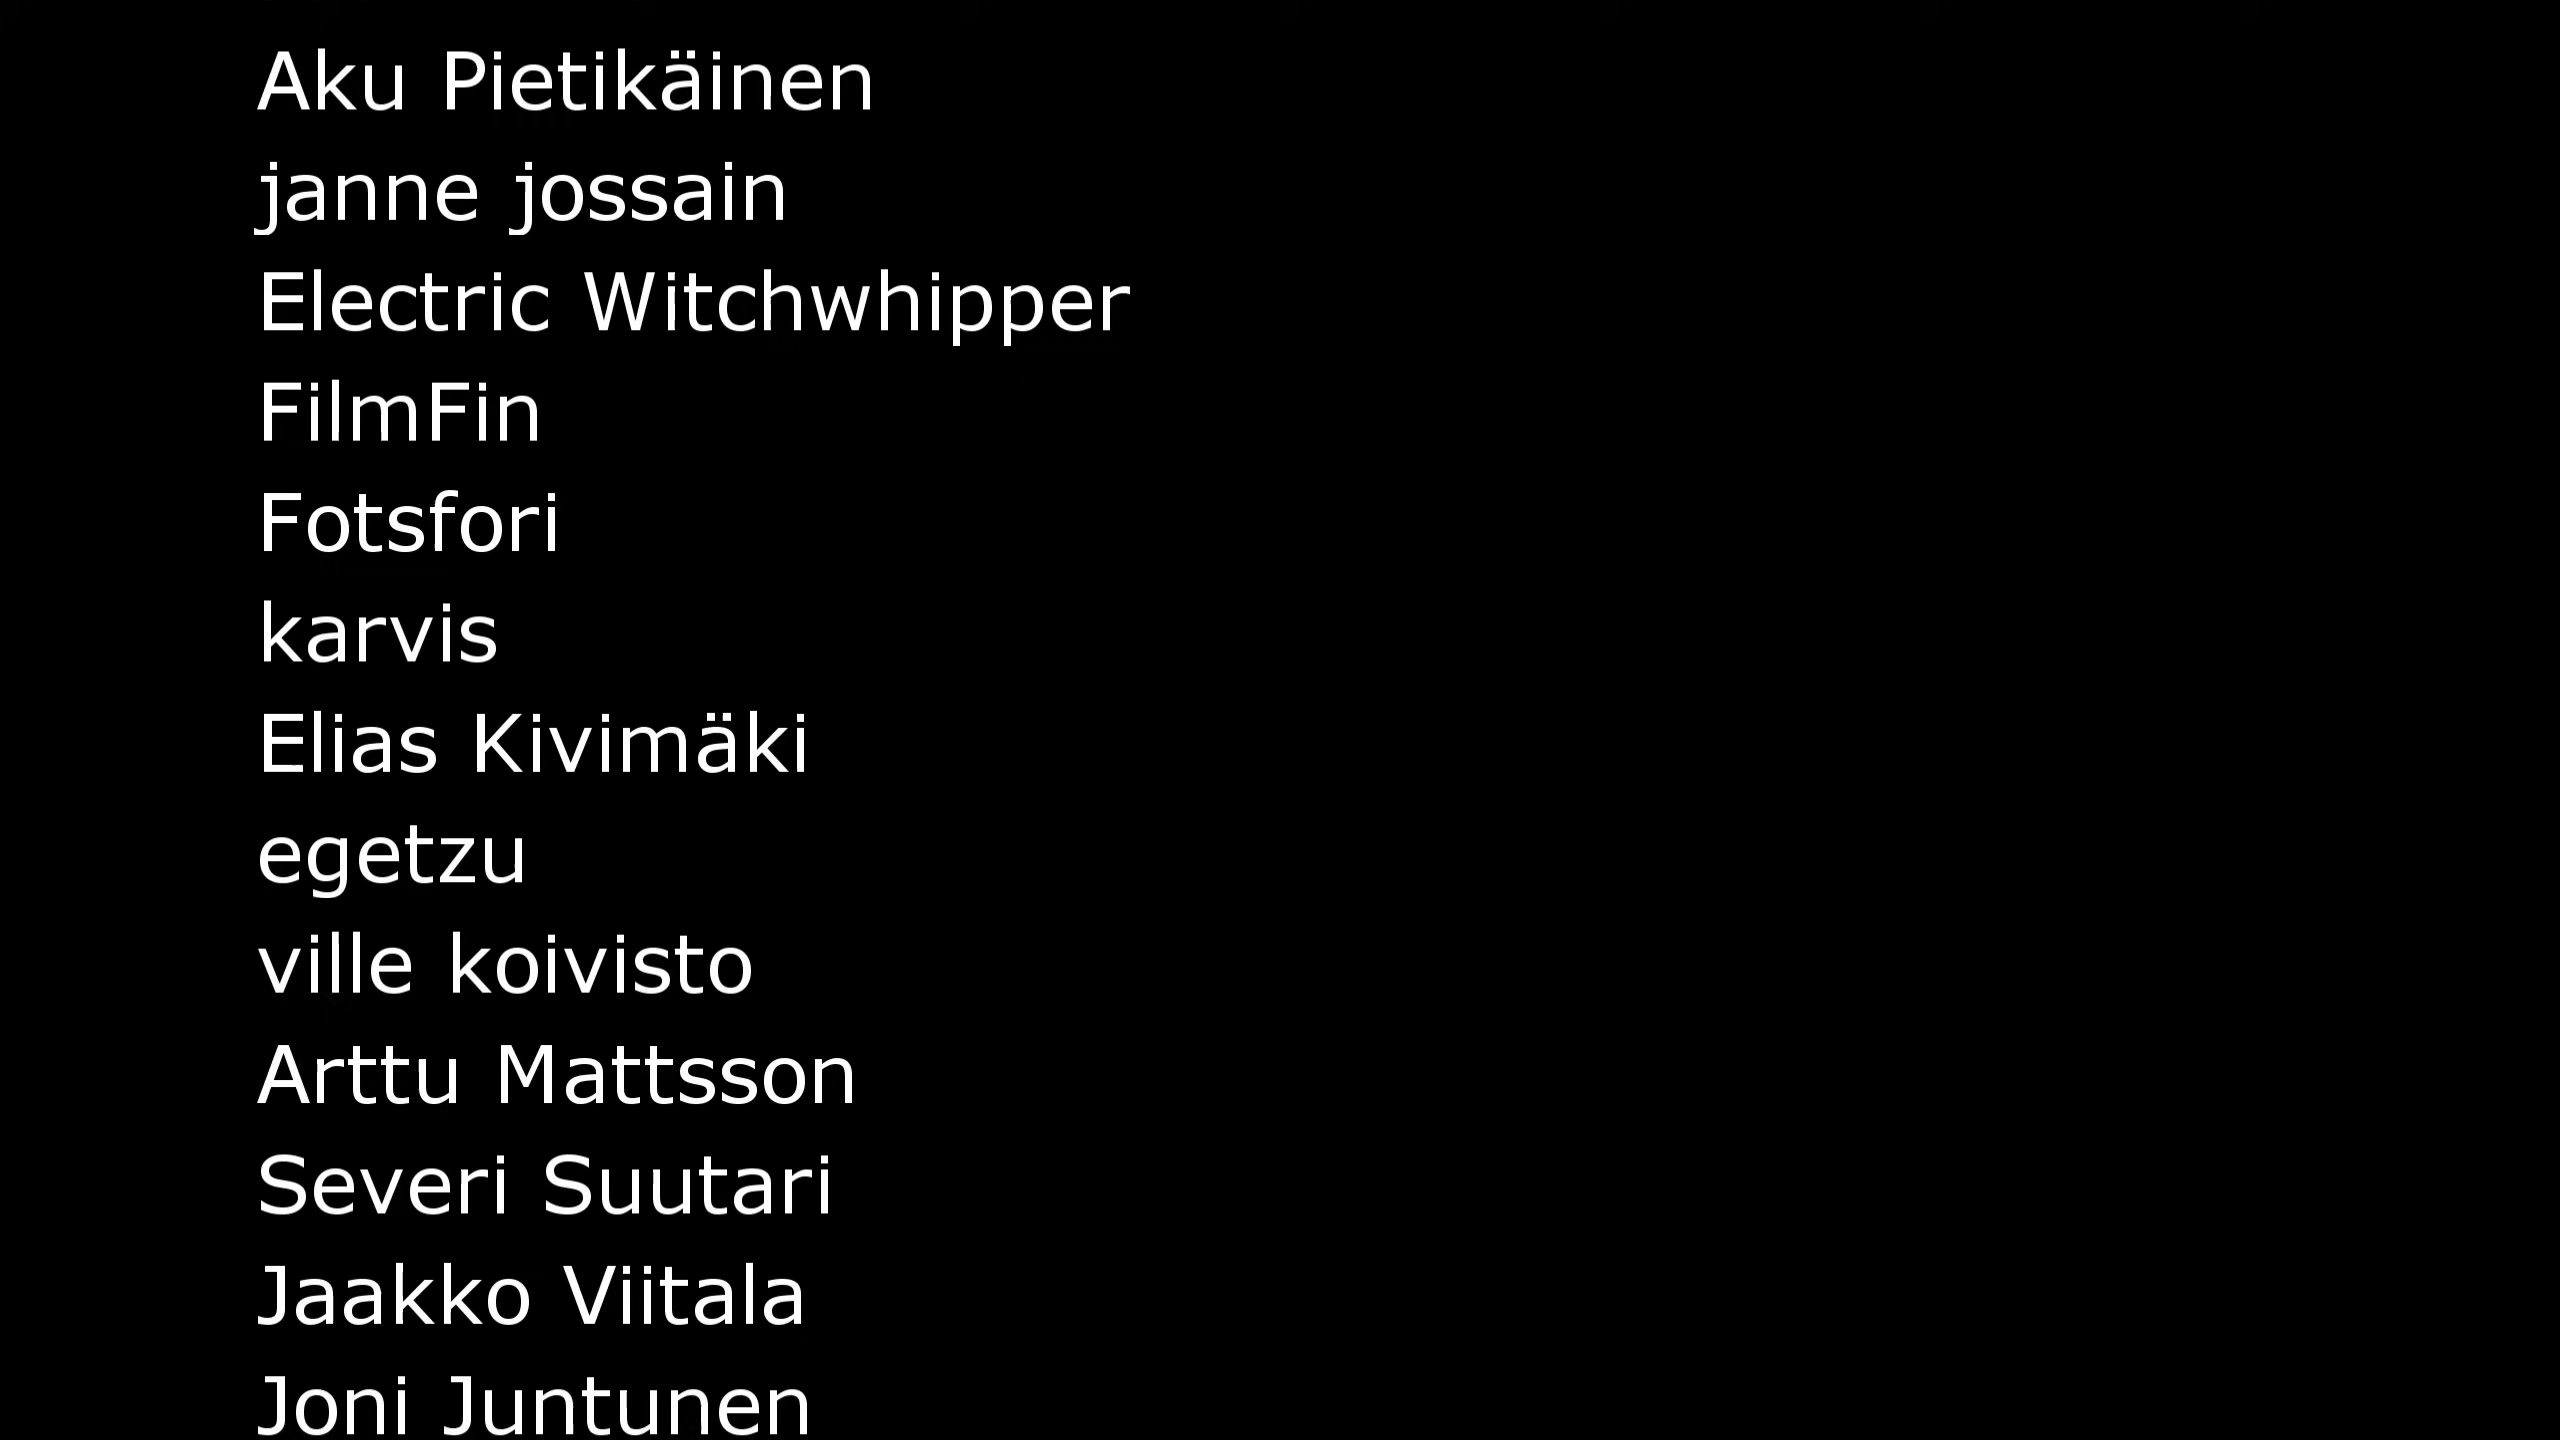 Aku Pietikäinen
janne jossain
Electric Witchwhipper
FilmFin
Fotsfori
karvis
Elias Kivimäki
egetzu
ville koivisto
Arttu Mattsson
Severi Suutari
Jaakko Viitala
Joni Juntunen